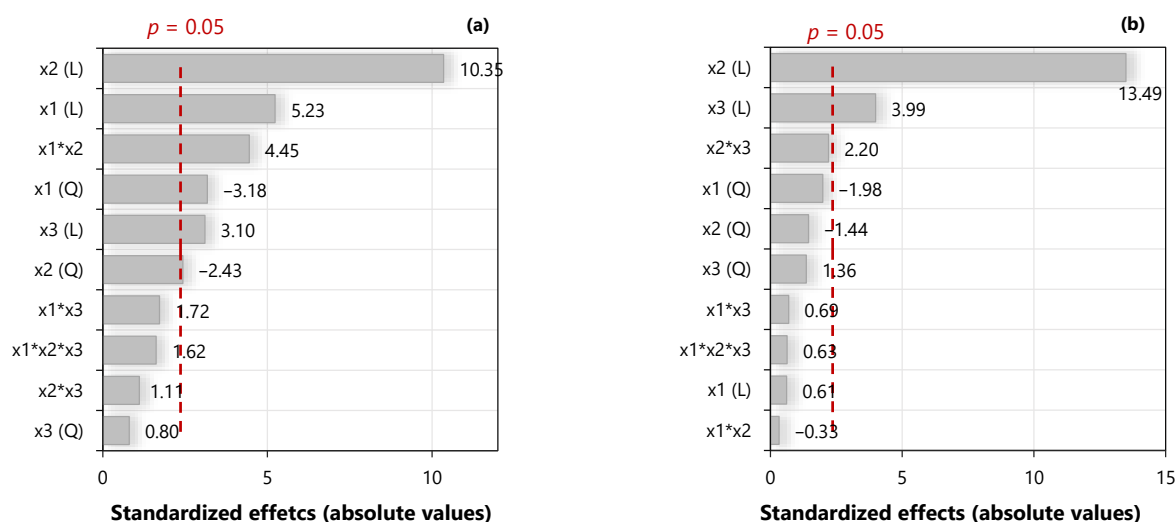 (a)
p = 0.05
x2 (L)
10.35
x1 (L)
5.23
x1*x2
4.45
x1 (Q)
−3.18
x3 (L)
3.10
x2 (Q)
−2.43
x1*x3
1.72
x1*x2*x3
1.62
x2*x3
1.11
x3 (Q)
0.80
0
5
10
Standardized effetcs (absolute values)
(b)
p = 0.05
x2 (L)
13.49
x3 (L)
3.99
x2*x3
2.20
x1 (Q)
−1.98
x2 (Q)
−1.44
x3 (Q)
1.36
x1*x3
0.69
x1*x2*x3
0.63
x1 (L)
0.61
x1*x2
−0.33
0
5
10
15
Standardized effects (absolute values)